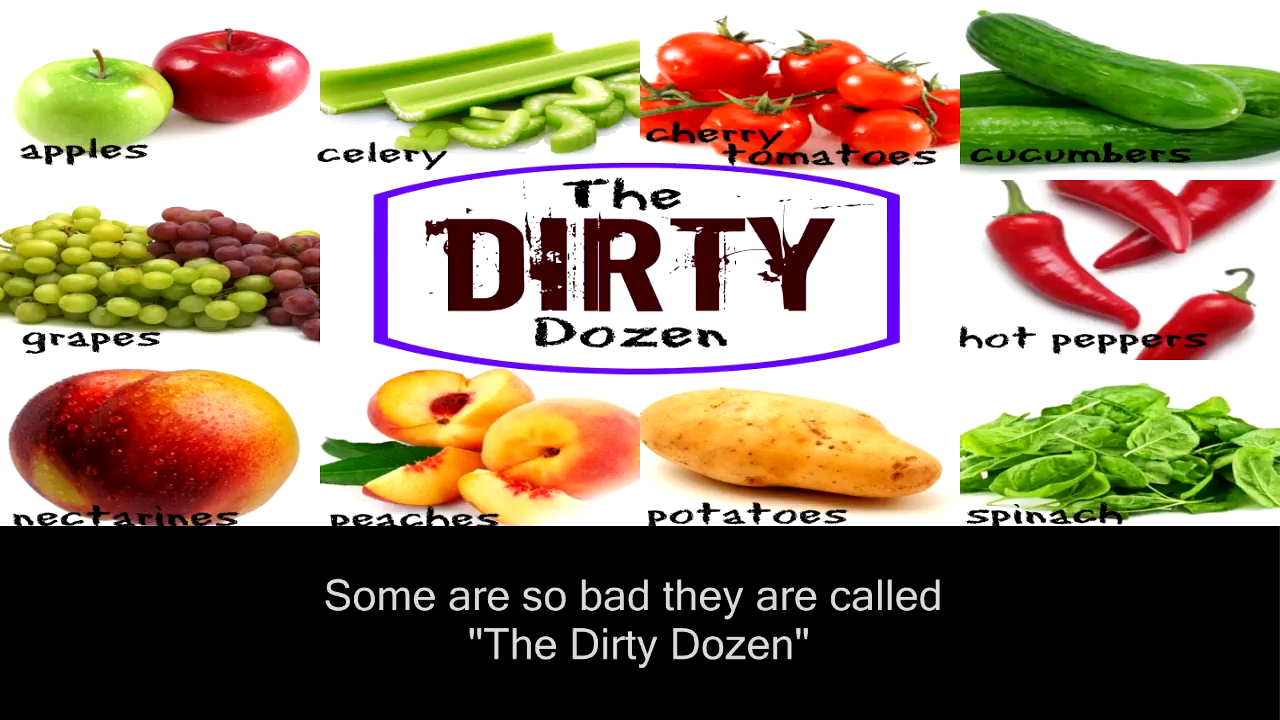 apples
celery
cherry
tomatoes
cucumbers
The
DIRTY
Dozen
grapes
hot peppers
nectarines
peaches
potatoes
spinach
Some are so bad they are called
"The Dirty Dozen"